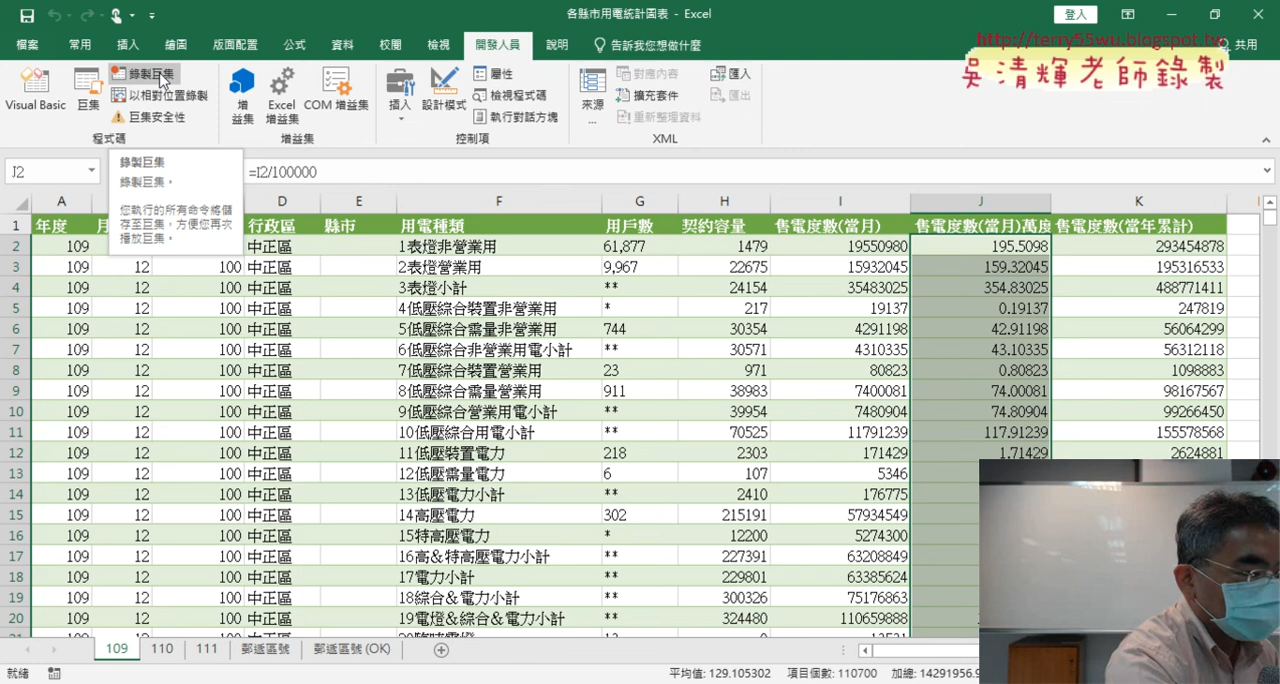 各縣市用電統計圖表 - Excel
登入
檔案 常用 插入 繪圖 版面配置 公式 資料 校閱 檢視 開發人員 說明 告訴我您想做什麼 共用
http://terry55wu.blogspot.tw
吳清輝老師錄製
Visual Basic 巨集 錄製巨集 以相對位置錄製 巨集安全性
增益集 Excel 增益集 COM 增益集
插入 設計模式 屬性 檢視程式碼 執行對話方塊
來源... 對應內容 擴充套件 重新整理資料 匯入 匯出
程式碼 增益集 控制項 XML
J2 =I2/100000
錄製巨集
錄製巨集。
您執行的所有命令將儲
存至巨集，方便您再次
播放巨集。
A D E F G H I J K
1 年度 月 行政區 縣市 用電種類 用戶數 契約容量 售電度數(當月) 售電度數(當月)萬度 售電度數(當年累計)
2 109 中正區 1表燈非營業用 61,877 1479 19550980 195.5098 293454878
3 109 12 100 中正區 2表燈營業用 9,967 22675 15932045 159.32045 195316533
4 109 12 100 中正區 3表燈小計 ** 24154 35483025 354.83025 488771411
5 109 12 100 中正區 4低壓綜合裝置非營業用 * 217 19137 0.19137 247819
6 109 12 100 中正區 5低壓綜合需量非營業用 744 30354 4291198 42.91198 56064299
7 109 12 100 中正區 6低壓綜合非營業用電小計 ** 30571 4310335 43.10335 56312118
8 109 12 100 中正區 7低壓綜合裝置營業用 23 971 80823 0.80823 1098883
9 109 12 100 中正區 8低壓綜合需量營業用 911 38983 7400081 74.00081 98167567
10 109 12 100 中正區 9低壓綜合營業用電小計 ** 39954 7480904 74.80904 99266450
11 109 12 100 中正區 10低壓綜合用電小計 ** 70525 11791239 117.91239 155578568
12 109 12 100 中正區 11低壓裝置電力 218 2303 171429 1.71429 2624881
13 109 12 100 中正區 12低壓需量電力 6 107 5346
14 109 12 100 中正區 13低壓電力小計 ** 2410 176775
15 109 12 100 中正區 14高壓電力 302 215191 57934549
16 109 12 100 中正區 15特高壓電力 * 12200 5274300
17 109 12 100 中正區 16高&特高壓電力小計 ** 227391 63208849
18 109 12 100 中正區 17電力小計 ** 229801 63385624
19 109 12 100 中正區 18綜合&電力小計 ** 300326 75176863
20 109 12 100 中正區 19電燈&綜合&電力小計 ** 324480 110659888
109 110 111 郵遞區號 郵遞區號 (OK)
就緒 平均值: 129.105302 項目個數: 110700 加總: 14291956.9